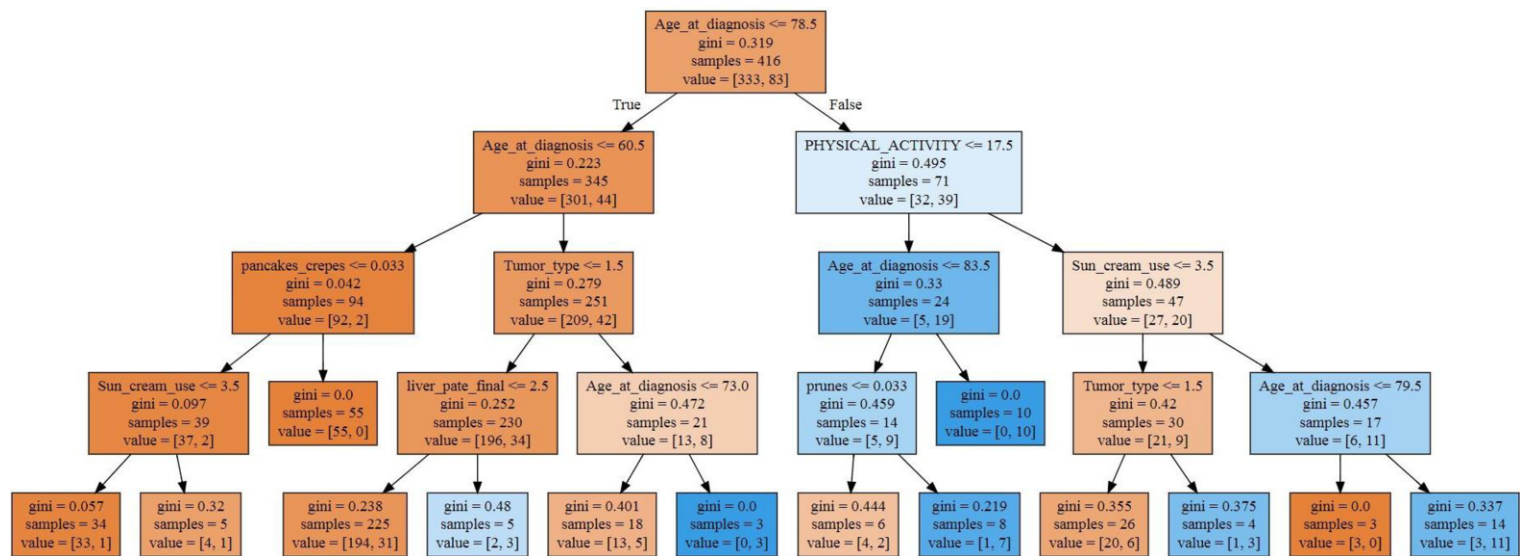 Age_at_diagnosis <= 78.5
gini = 0.319
samples = 416
value = [333, 83]
True
False
Age_at_diagnosis <= 60.5
gini = 0.223
samples = 345
value = [301, 44]
PHYSICAL_ACTIVITY <= 17.5
gini = 0.495
samples = 71
value = [32, 39]
pancakes_crepes <= 0.033
gini = 0.042
samples = 94
value = [92, 2]
Tumor_type <= 1.5
gini = 0.279
samples = 251
value = [209, 42]
Age_at_diagnosis <= 83.5
gini = 0.33
samples = 24
value = [5, 19]
Sun_cream_use <= 3.5
gini = 0.489
samples = 47
value = [27, 20]
Sun_cream_use <= 3.5
gini = 0.097
samples = 39
value = [37, 2]
gini = 0.0
samples = 55
value = [55, 0]
liver_pate_final <= 2.5
gini = 0.252
samples = 230
value = [196, 34]
Age_at_diagnosis <= 73.0
gini = 0.472
samples = 21
value = [13, 8]
prunes <= 0.033
gini = 0.459
samples = 14
value = [5, 9]
gini = 0.0
samples = 10
value = [0, 10]
Tumor_type <= 1.5
gini = 0.42
samples = 30
value = [21, 9]
Age_at_diagnosis <= 79.5
gini = 0.457
samples = 17
value = [6, 11]
gini = 0.057
samples = 34
value = [33, 1]
gini = 0.32
samples = 5
value = [4, 1]
gini = 0.238
samples = 225
value = [194, 31]
gini = 0.48
samples = 5
value = [2, 3]
gini = 0.401
samples = 18
value = [13, 5]
gini = 0.0
samples = 3
value = [0, 3]
gini = 0.444
samples = 6
value = [4, 2]
gini = 0.219
samples = 8
value = [1, 7]
gini = 0.355
samples = 26
value = [20, 6]
gini = 0.375
samples = 4
value = [1, 3]
gini = 0.0
samples = 3
value = [3, 0]
gini = 0.337
samples = 14
value = [3, 11]